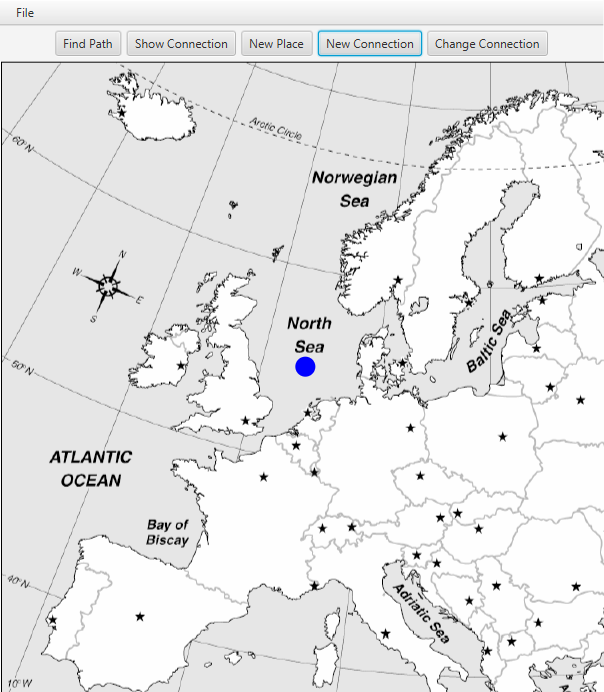 File
Find Path
Show Connection
New Place
New Connection
Change Connection
Arctic Circle
60°N
Norwegian
Sea
N
W
E
S
North
Sea
Baltic Sea
50°N
ATLANTIC
OCEAN
Bay of
Biscay
40°N
Adriatic Sea
10°W